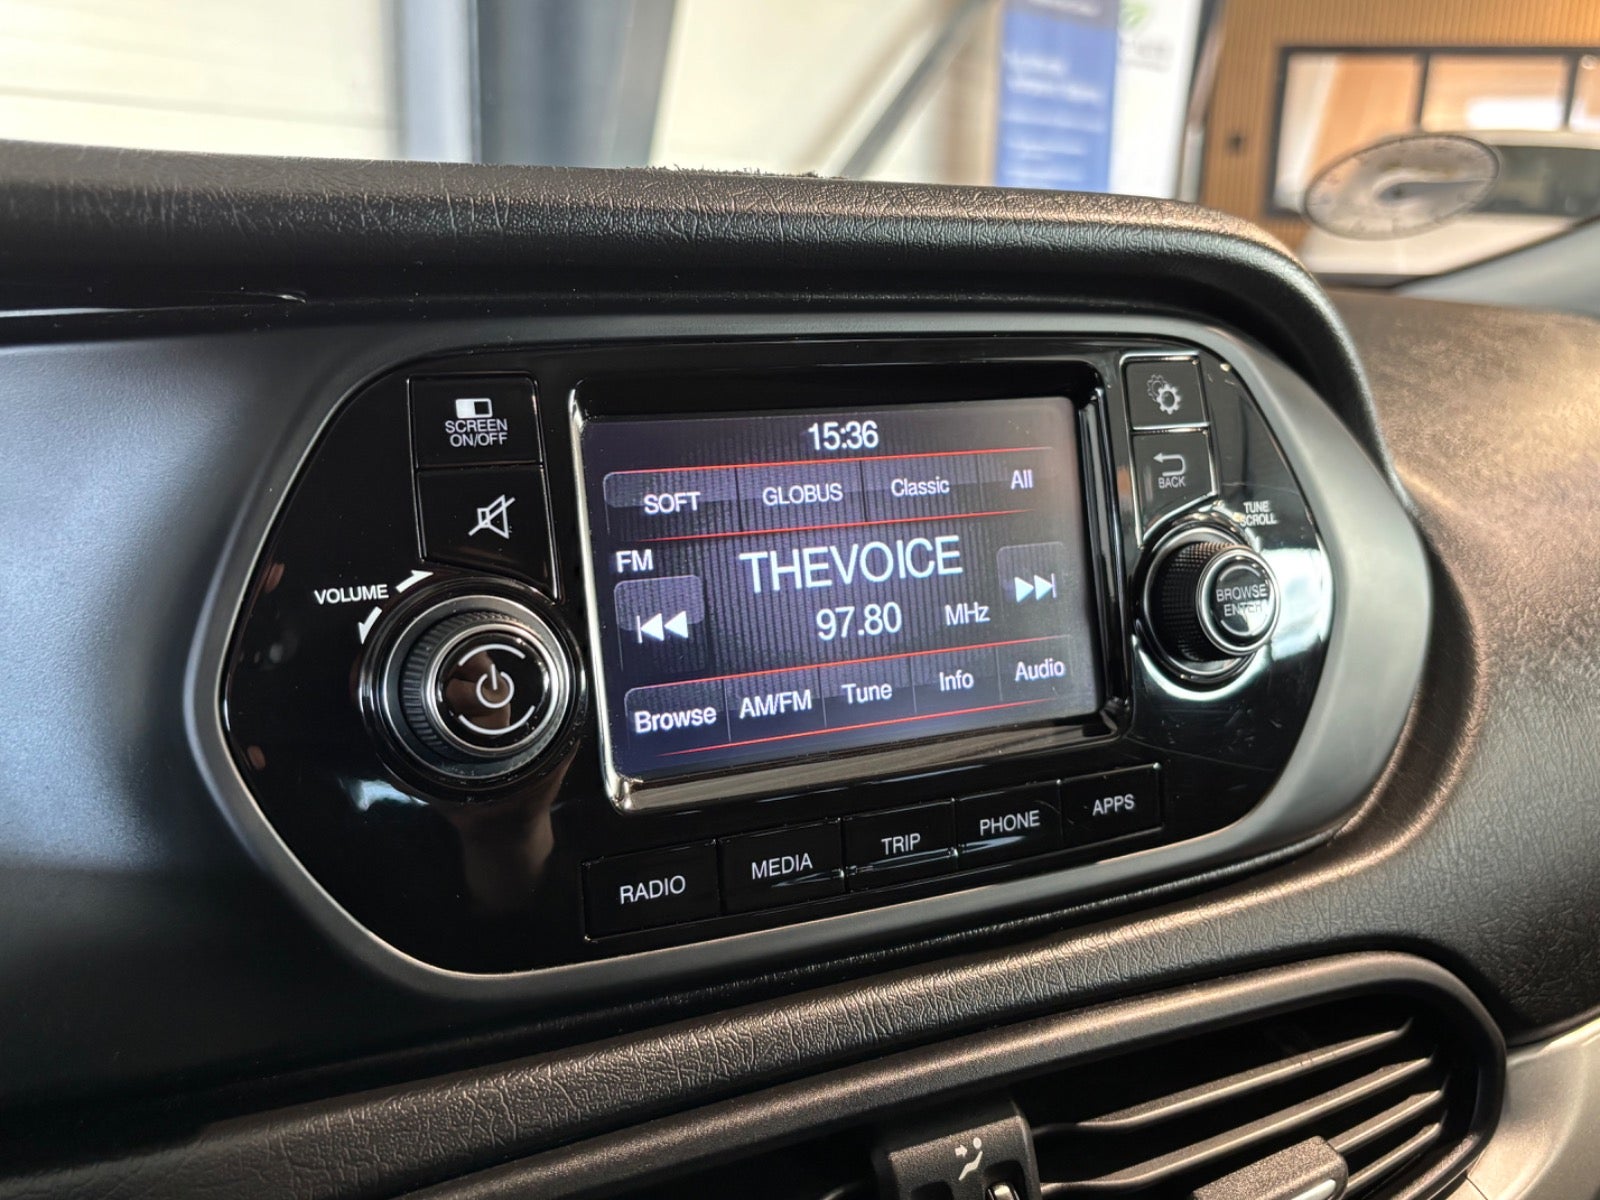 SCREEN
ON/OFF
VOLUME
15:36
SOFT GLOBUS Classic All
FM
THEVOICE
97.80 MHz
Browse AM/FM Tune Info Audio
BACK
TUNE
SCROLL
BROWSE
ENTER
RADIO MEDIA TRIP PHONE APPS